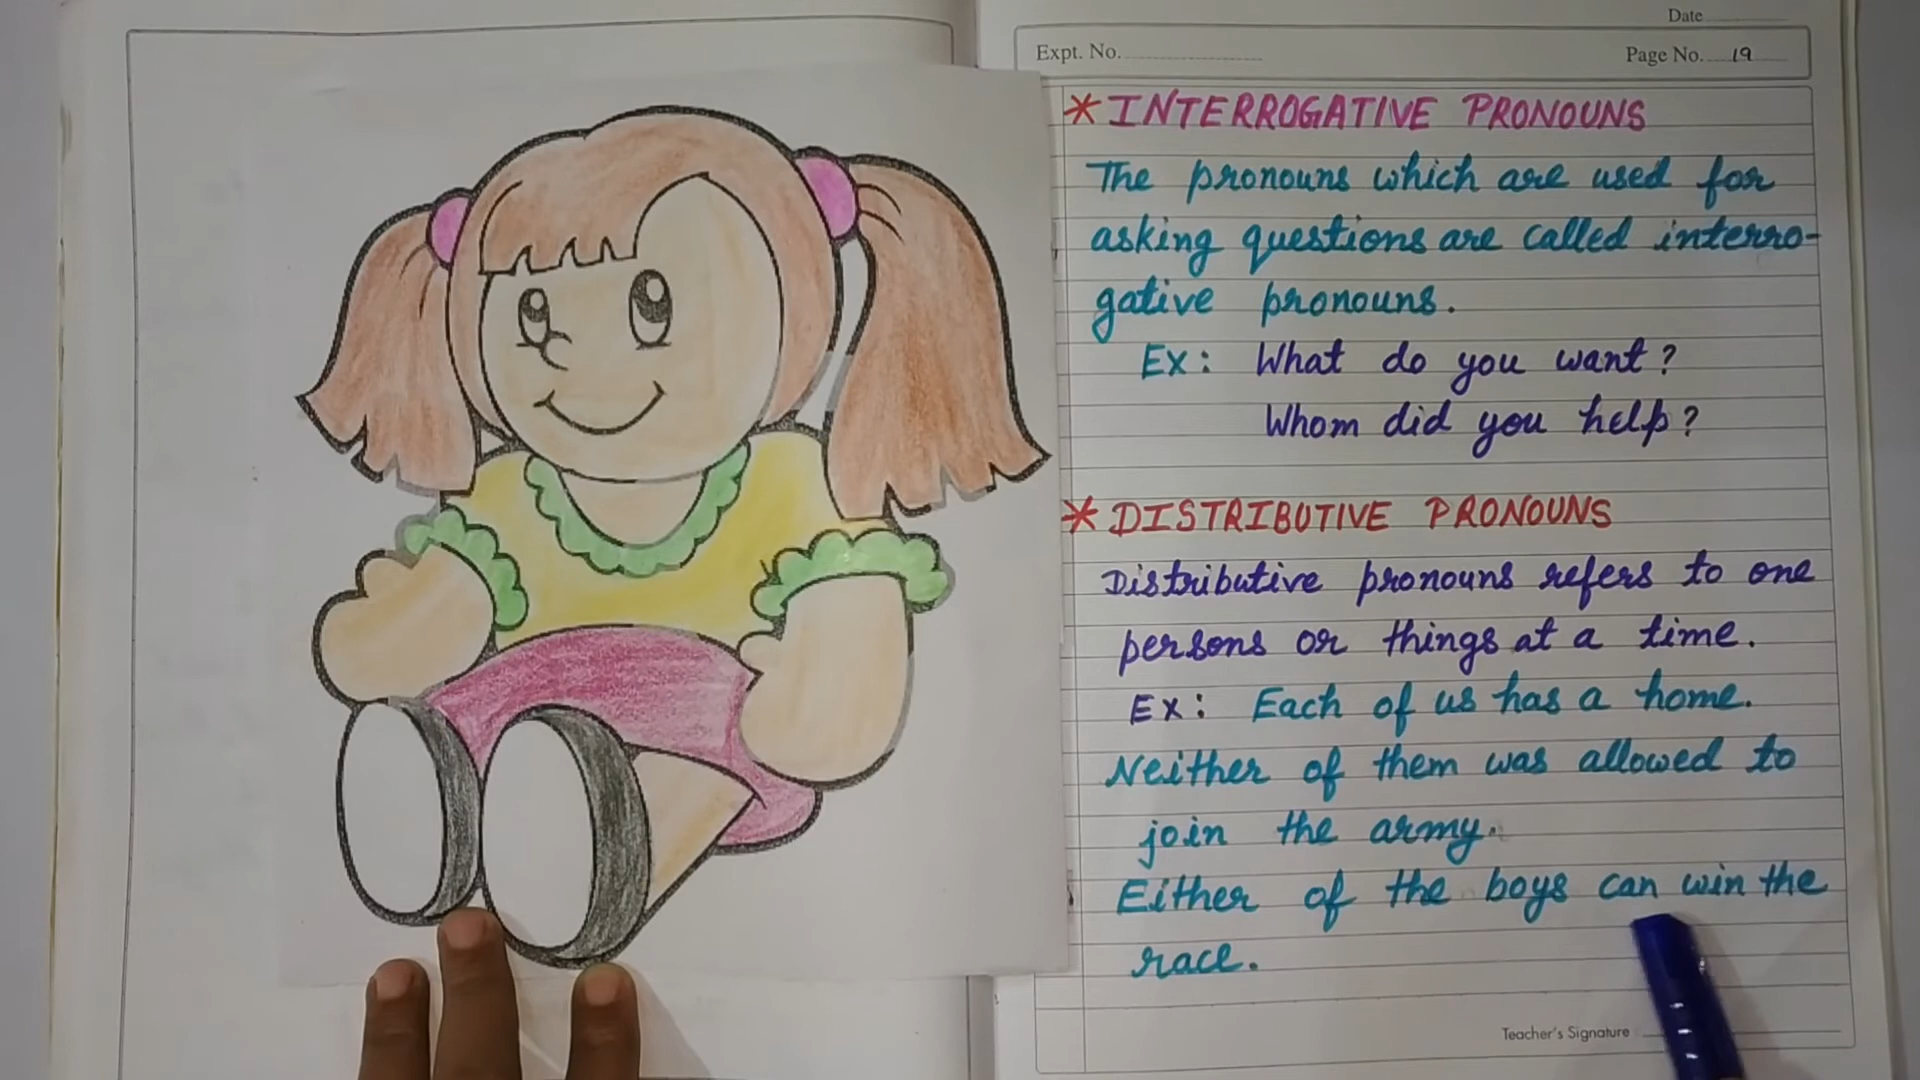 Date
Expt. No.
Page No. 19
* INTERROGATIVE PRONOUNS
The pronouns which are used for
asking questions are called interro-
gative pronouns.
Ex: What do you want?
Whom did you help?
* DISTRIBUTIVE PRONOUNS
Distributive pronouns refers to one
persons or things at a time.
Ex: Each of us has a home.
Neither of them was allowed to
join the army.
Either of the boys can win the
race.
Teacher's Signature